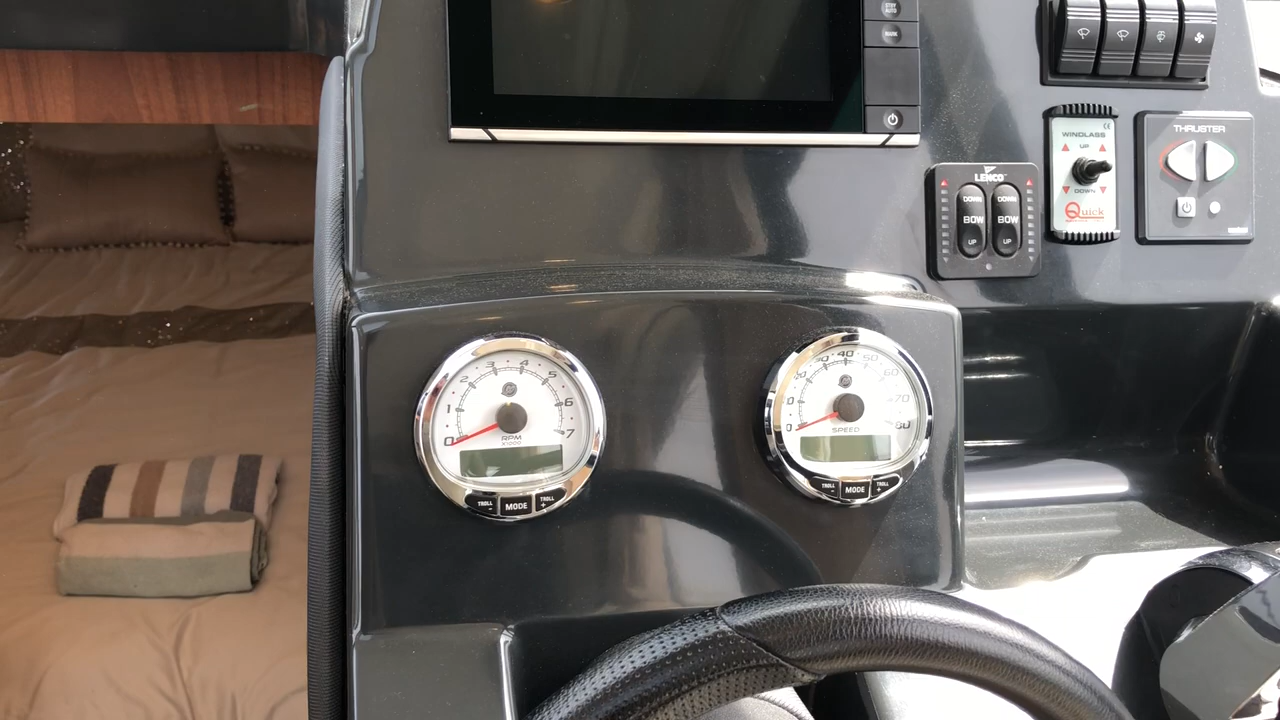 STBY
AUTO
MARK
WINDLASS
UP
DOWN
Quick
THRUSTER
LENCO
DOWN DOWN
BOW BOW
UP UP
0 1 2 3 4 5 6 7
RPM
X1000
TROLL
-
MODE
TROLL
+
0 10 20 30 40 50 60 70 80
SPEED
TROLL
-
MODE
TROLL
+